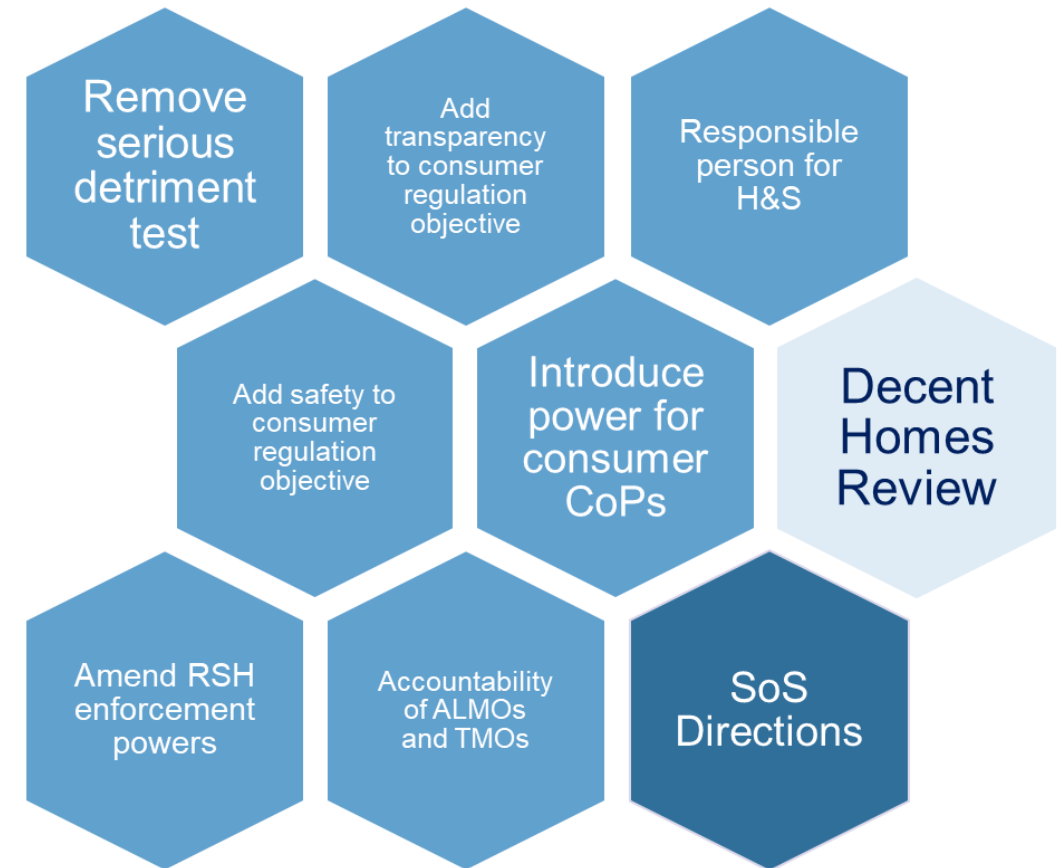 Remove
serious
detriment
test
Add
transparency
to consumer
regulation
objective
Responsible
person for
H&S
Add safety to
consumer
regulation
objective
Introduce
power for
consumer
CoPs
Decent
Homes
Review
Amend RSH
enforcement
powers
Accountability
of ALMOs
and TMOs
SoS
Directions